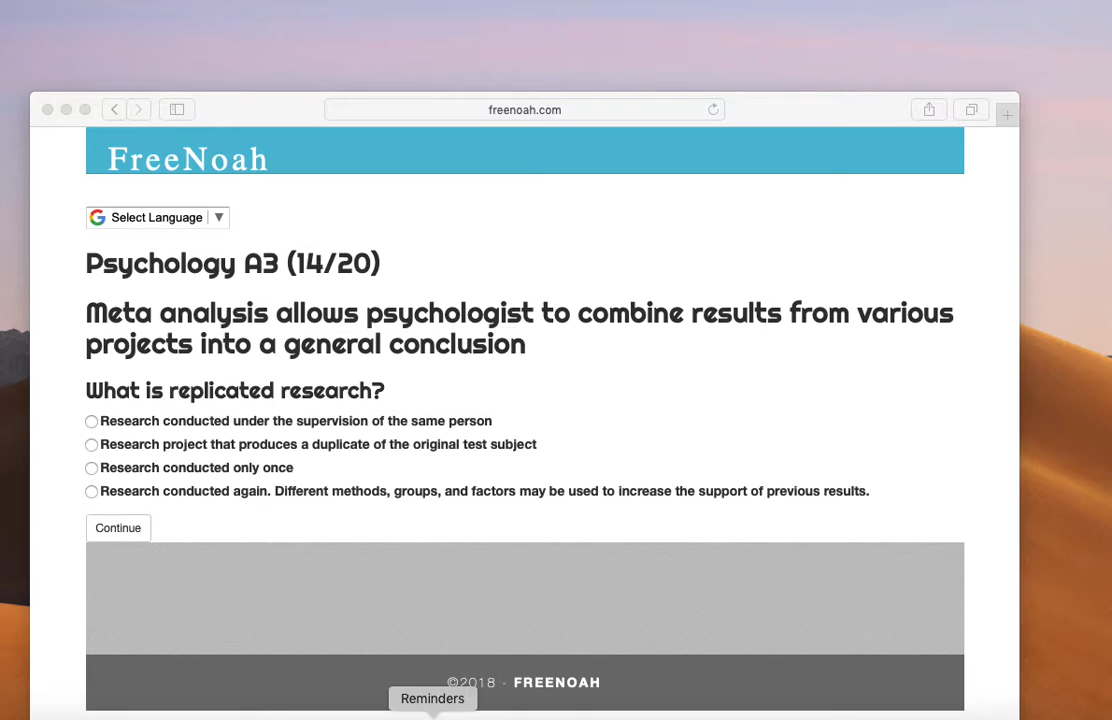 freenoah.com
FreeNoah
Select Language ▼
Psychology A3 (14/20)
Meta analysis allows psychologist to combine results from various
projects into a general conclusion
What is replicated research?
Research conducted under the supervision of the same person
Research project that produces a duplicate of the original test subject
Research conducted only once
Research conducted again. Different methods, groups, and factors may be used to increase the support of previous results.
Continue
©2018 - FREENOAH
Reminders